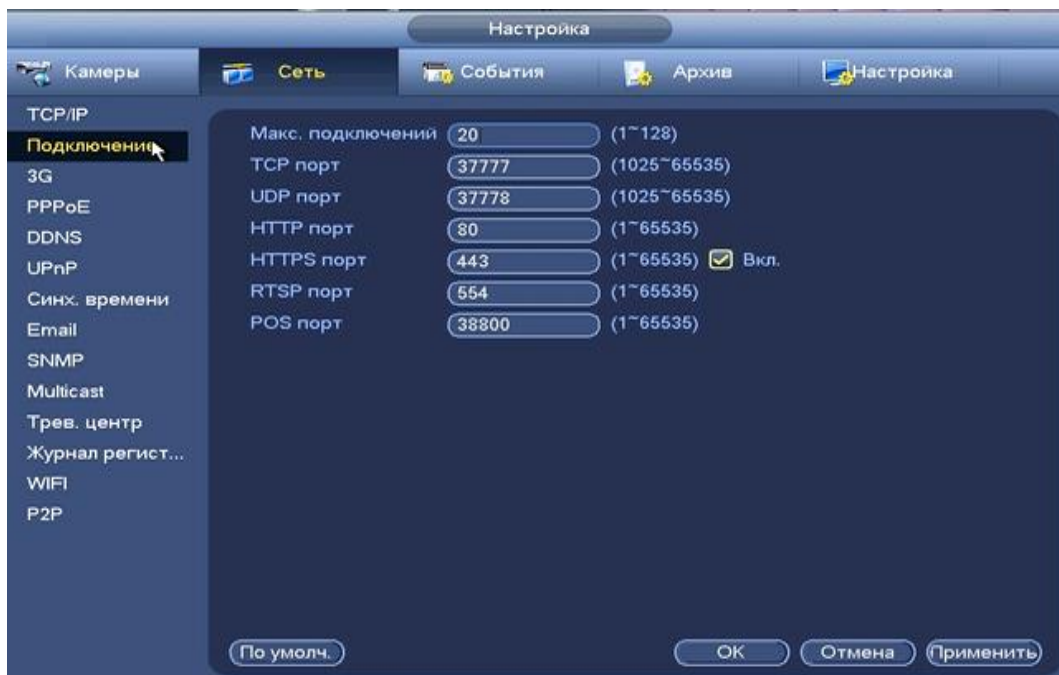 Настройка
Камеры
Сеть
События
Архив
Настройка
TCP/IP
Подключение
3G
PPPoE
DDNS
UPnP
Синх. времени
Email
SNMP
Multicast
Трев. центр
Журнал регист...
WIFI
P2P
Макс. подключений 20 (1~128)
TCP порт 37777 (1025~65535)
UDP порт 37778 (1025~65535)
HTTP порт 80 (1~65535)
HTTPS порт 443 (1~65535) Вкл.
RTSP порт 554 (1~65535)
POS порт 38800 (1~65535)
По умолч.
OK
Отмена
Применить